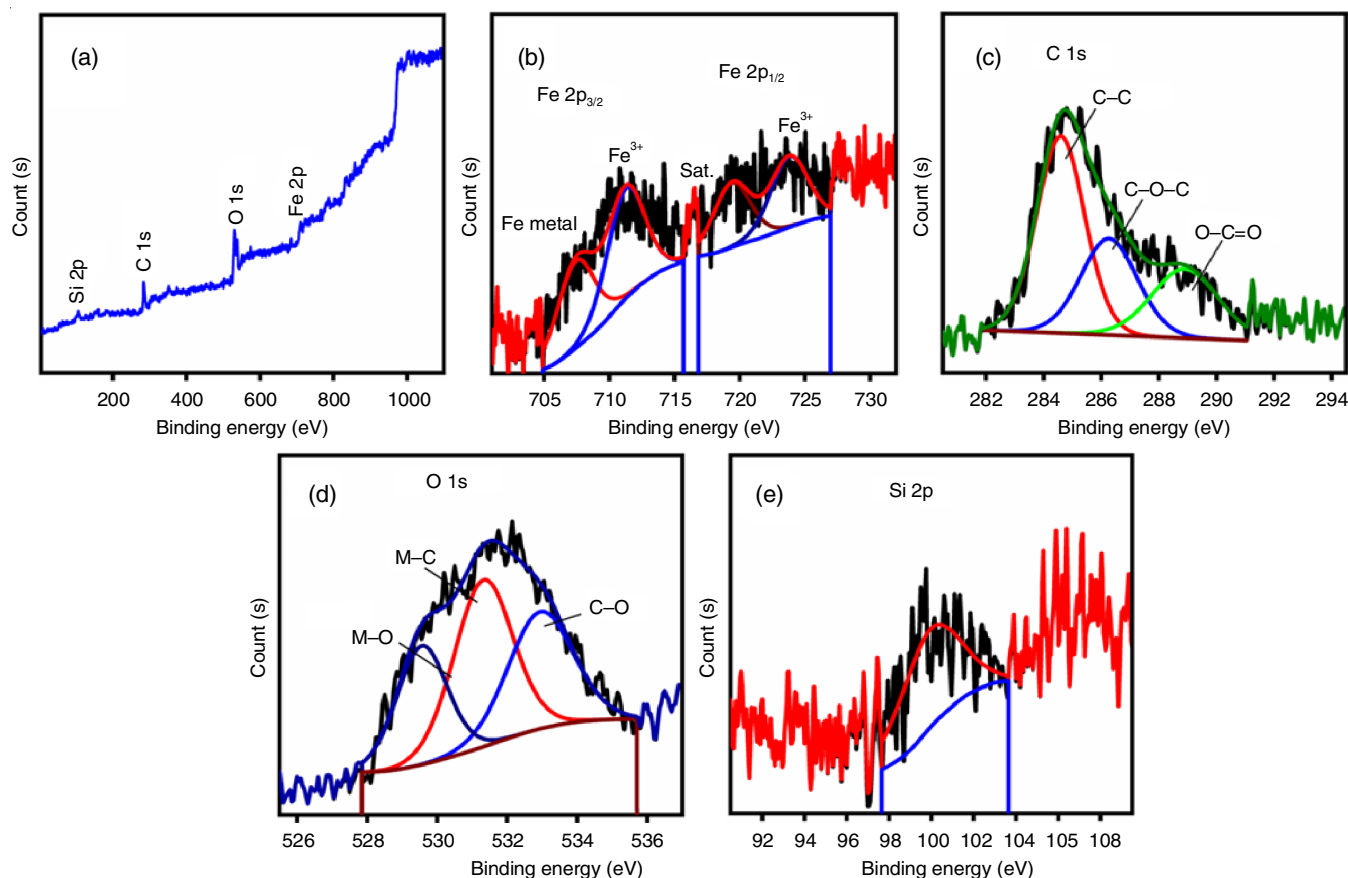 (a)
Si 2p
C 1s
O 1s
Fe 2p
Count (s)
200 400 600 800 1000
Binding energy (eV)
(b)
Fe 2p1/2
Fe 2p3/2
Fe3+
Fe3+
Sat.
Fe metal
Count (s)
705 710 715 720 725 730
Binding energy (eV)
(c)
C 1s
C–C
C–O–C
O–C=O
Count (s)
282 284 286 288 290 292 294
Binding energy (eV)
(d)
O 1s
M–C
C–O
M–O
Count (s)
526 528 530 532 534 536
Binding energy (eV)
(e)
Si 2p
Count (s)
92 94 96 98 100 102 104 105 108
Binding energy (eV)